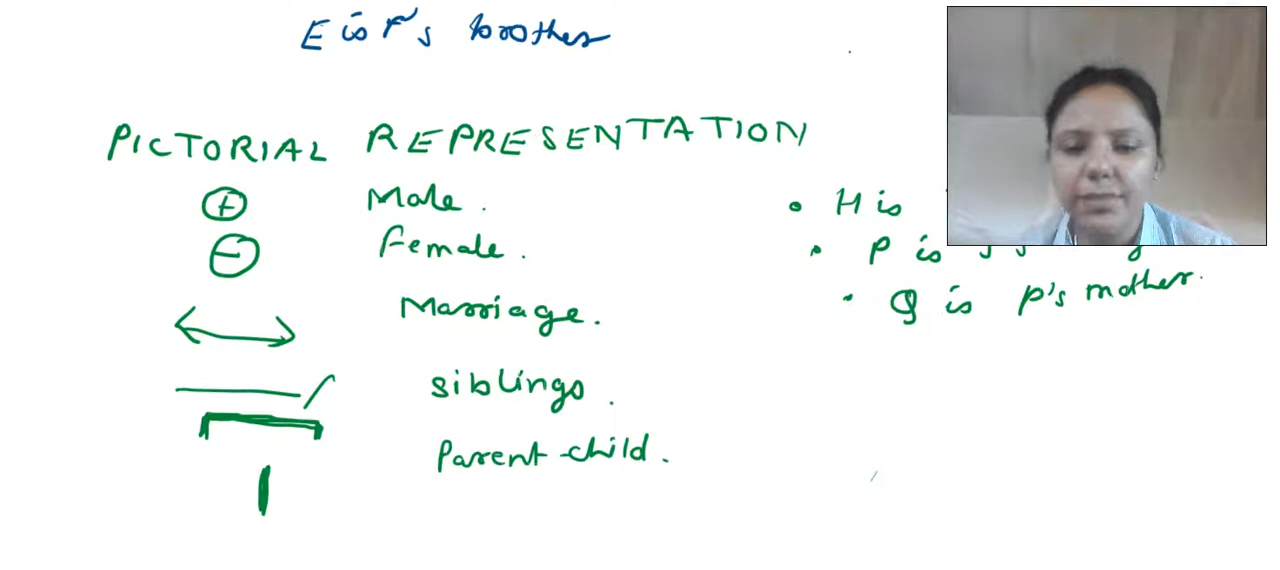 E is F's brother
PICTORIAL REPRESENTATION
+ Male.
- Female.
Marriage.
siblings.
Parent-child.
• H is
• P is
• Q is P's mother.